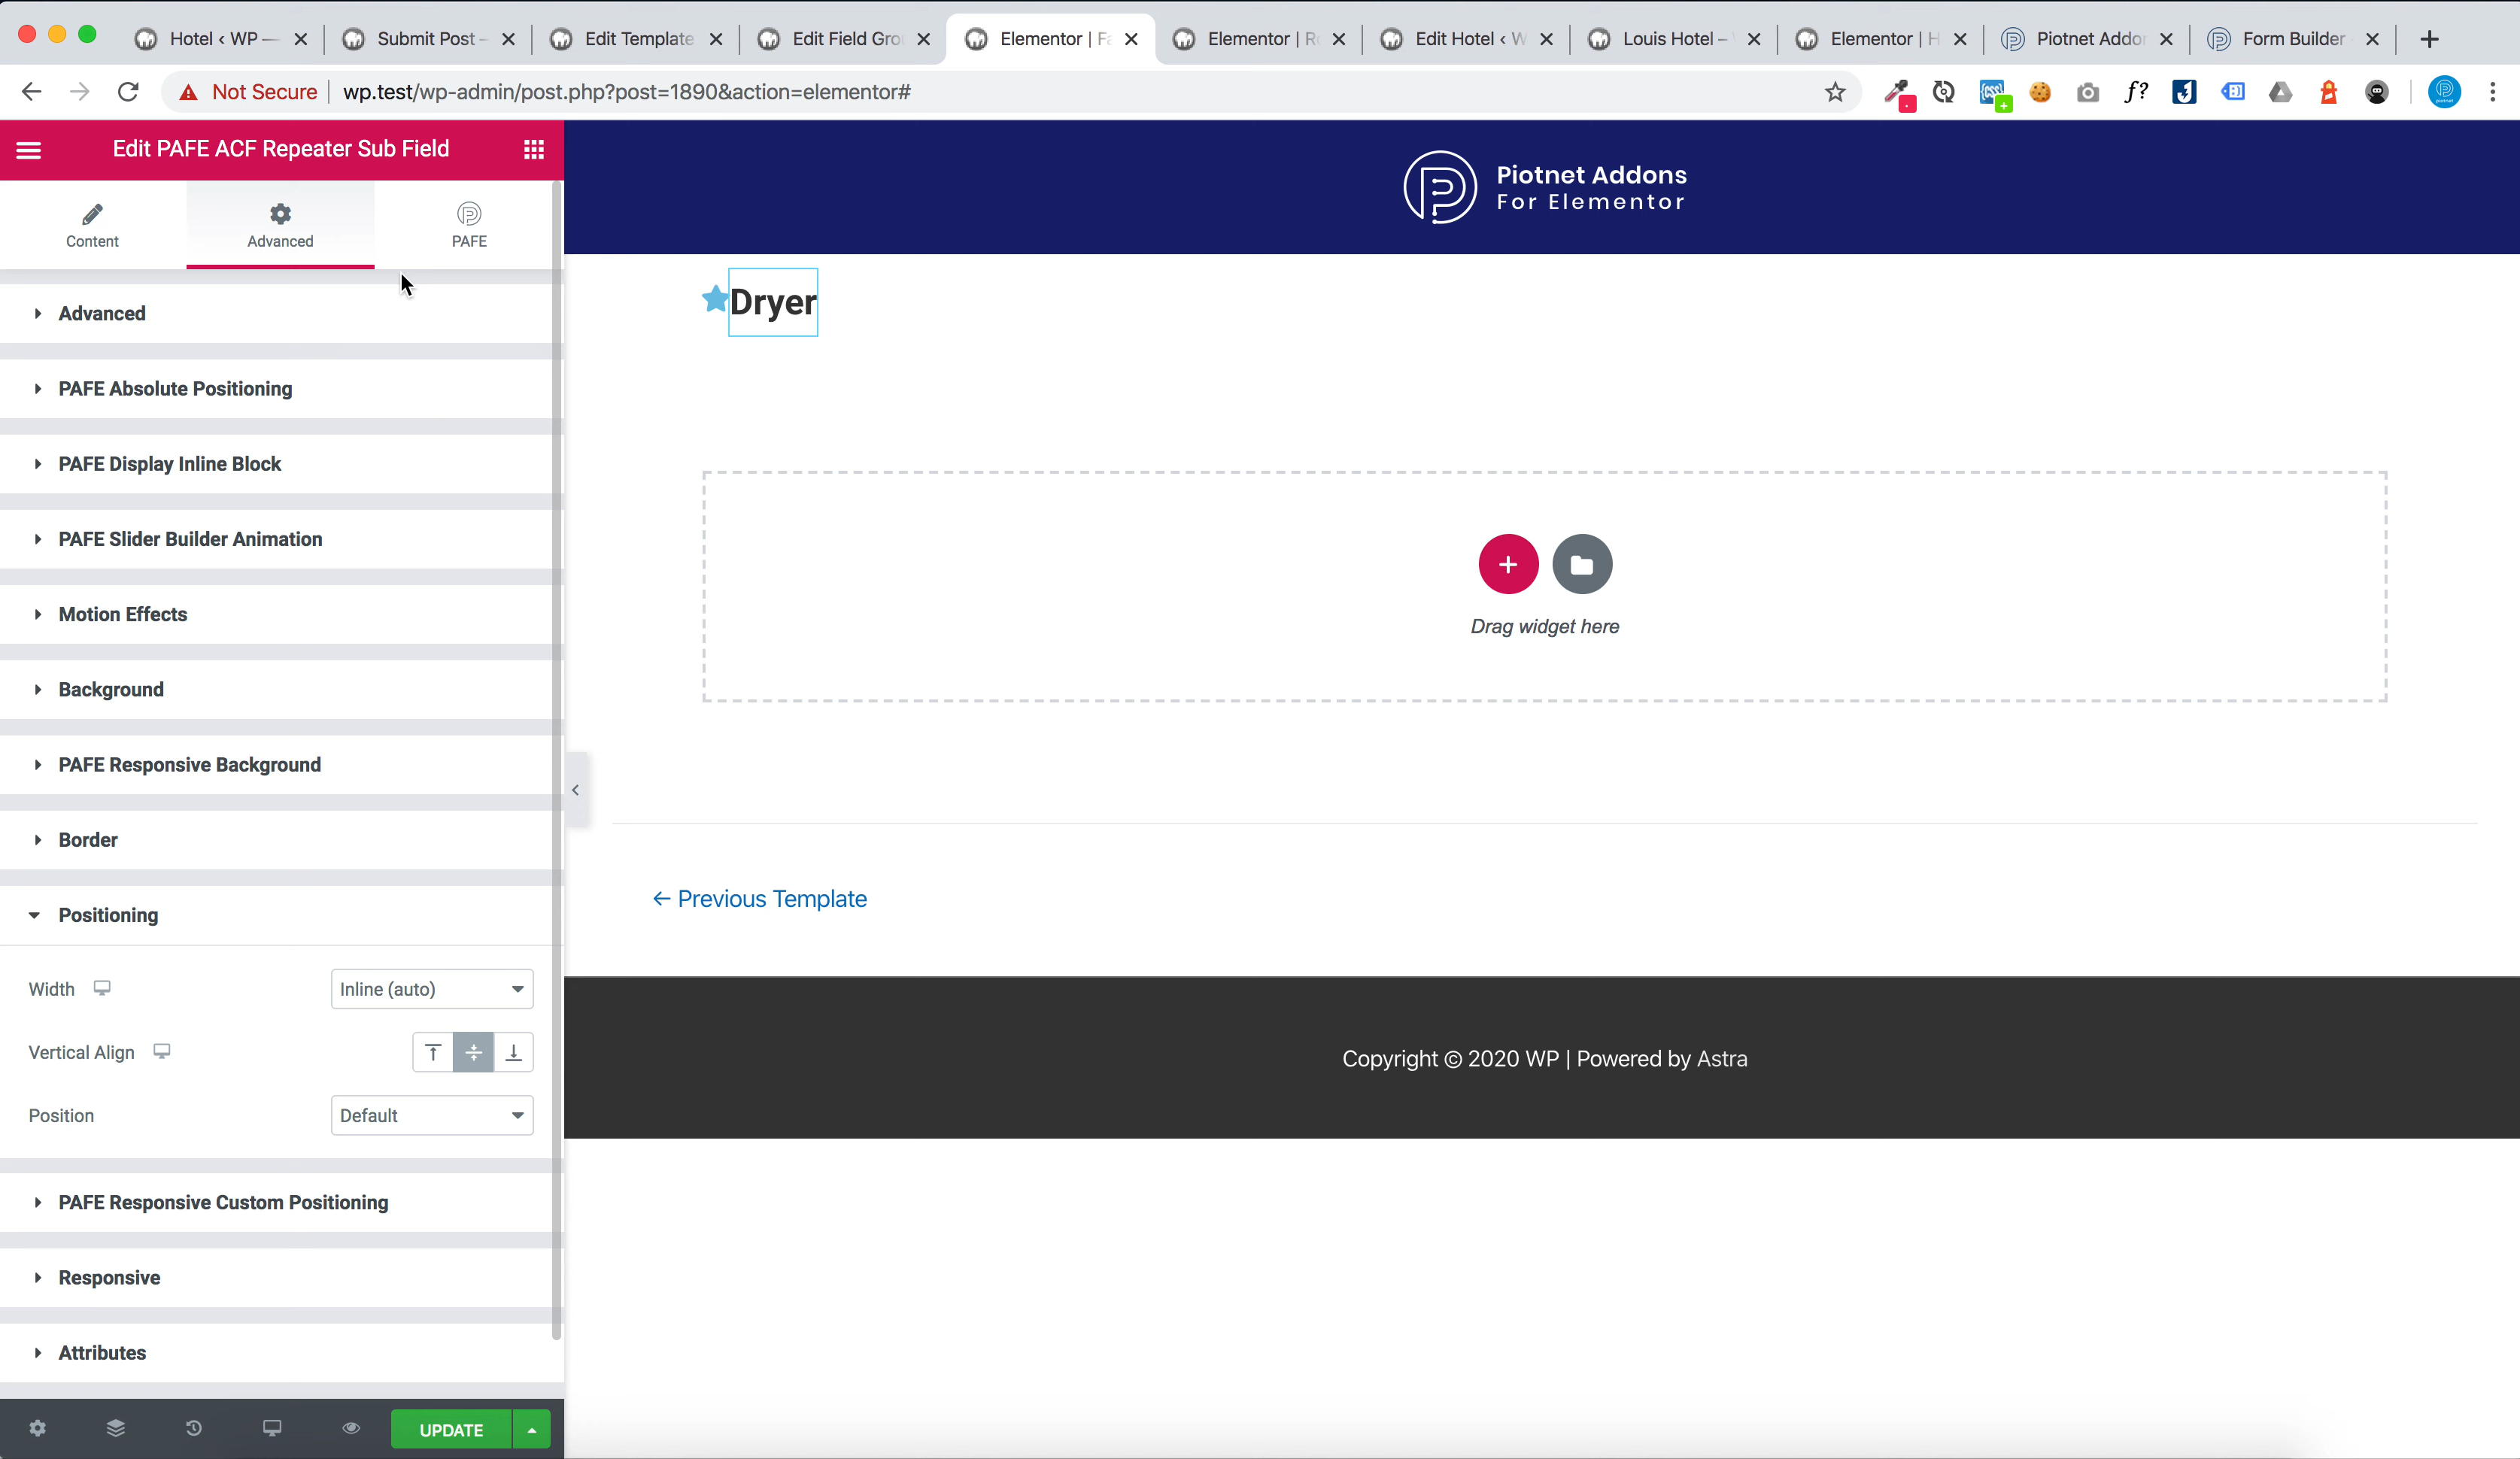 Hotel ‹ WP —
Submit Post -
Edit Template
Edit Field Gro
Elementor | Fa
Elementor | R
Edit Hotel ‹ W
Louis Hotel –
Elementor | H
Piotnet Addo
Form Builder
Not Secure
wp.test/wp-admin/post.php?post=1890&action=elementor#
Edit PAFE ACF Repeater Sub Field
Content
Advanced
PAFE
Advanced
PAFE Absolute Positioning
PAFE Display Inline Block
PAFE Slider Builder Animation
Motion Effects
Background
PAFE Responsive Background
Border
Positioning
Width
Inline (auto)
Vertical Align
Position
Default
PAFE Responsive Custom Positioning
Responsive
Attributes
UPDATE
Piotnet Addons
For Elementor
Dryer
Drag widget here
← Previous Template
Copyright © 2020 WP | Powered by Astra